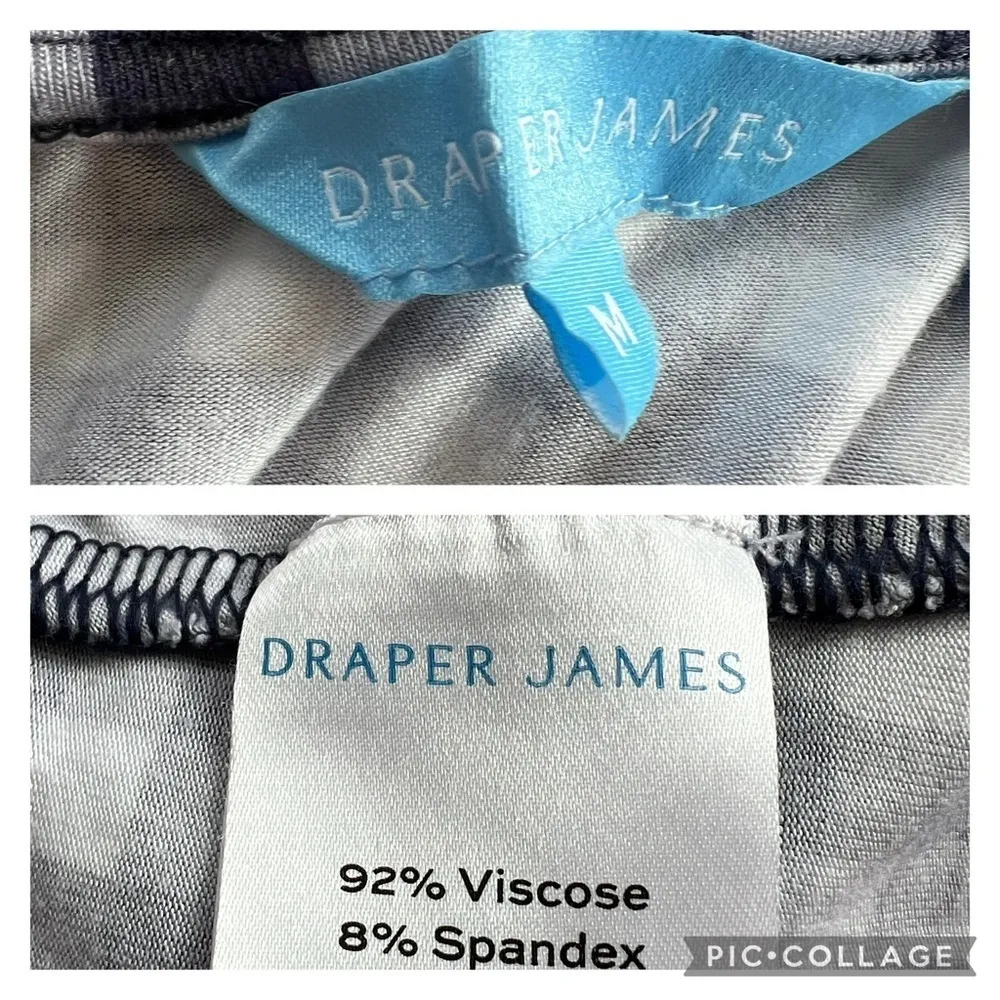 DRAPER JAMES
M
DRAPER JAMES
92% Viscose
8% Spandex
PIC•COLLAGE